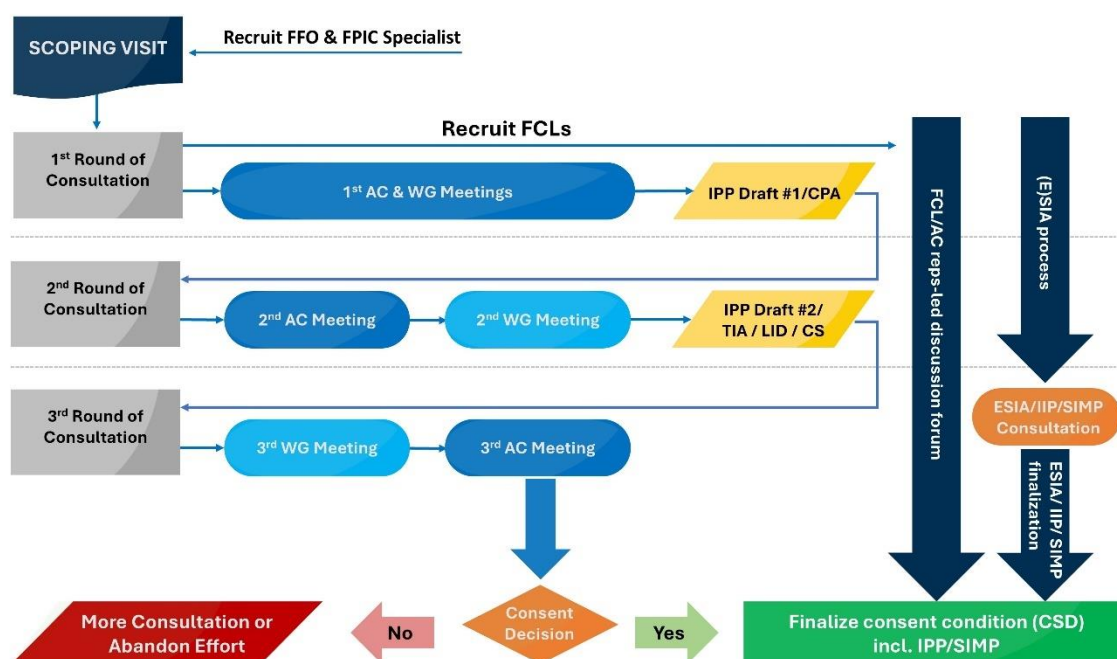 SCOPING VISIT
Recruit FFO & FPIC Specialist
Recruit FCLs
1st Round of
Consultation
1st AC & WG Meetings
IPP Draft #1/CPA
2nd Round of
Consultation
2nd AC Meeting
2nd WG Meeting
IPP Draft #2/
TIA / LID / CS
3rd Round of
Consultation
3rd WG Meeting
3rd AC Meeting
FCL/AC reps-led discussion forum
(E)SIA process
ESIA/IIP/SIMP
Consultation
ESIA/ IIP/ SIMP
finalization
More Consultation or
Abandon Effort
No
Consent
Decision
Yes
Finalize consent condition (CSD)
incl. IPP/SIMP